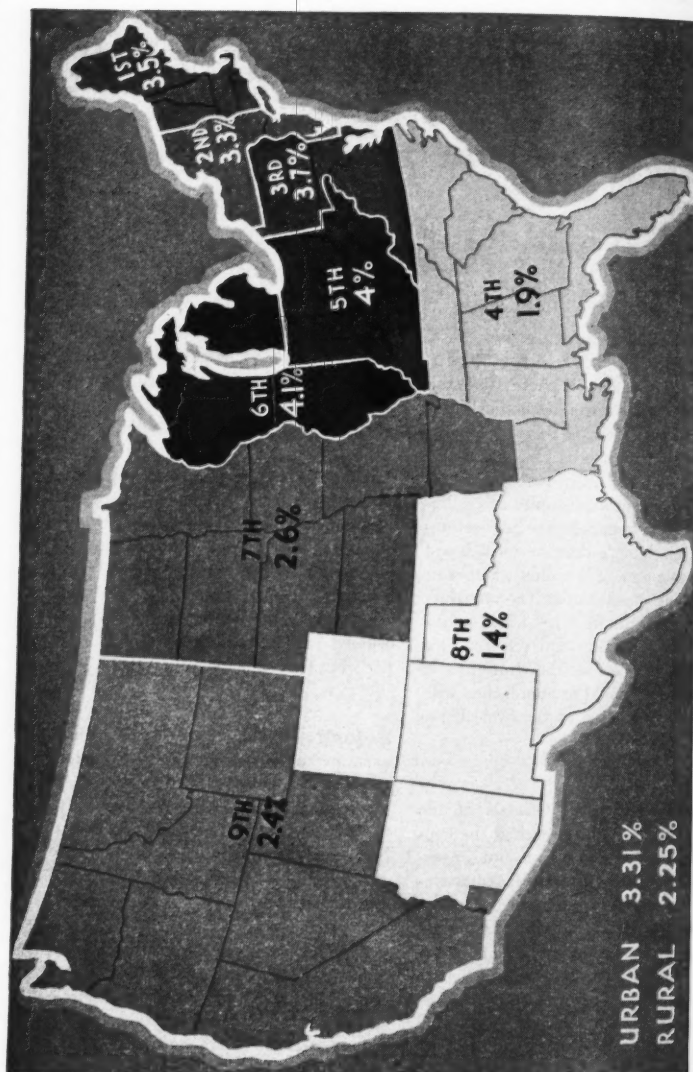 1ST
3.5%
2ND
3.3%
3RD
3.7%
5TH
4%
4TH
1.9%
6TH
4.1%
7TH
2.6%
8TH
1.4%
9TH
2.4%
URBAN 3.31%
RURAL 2.25%